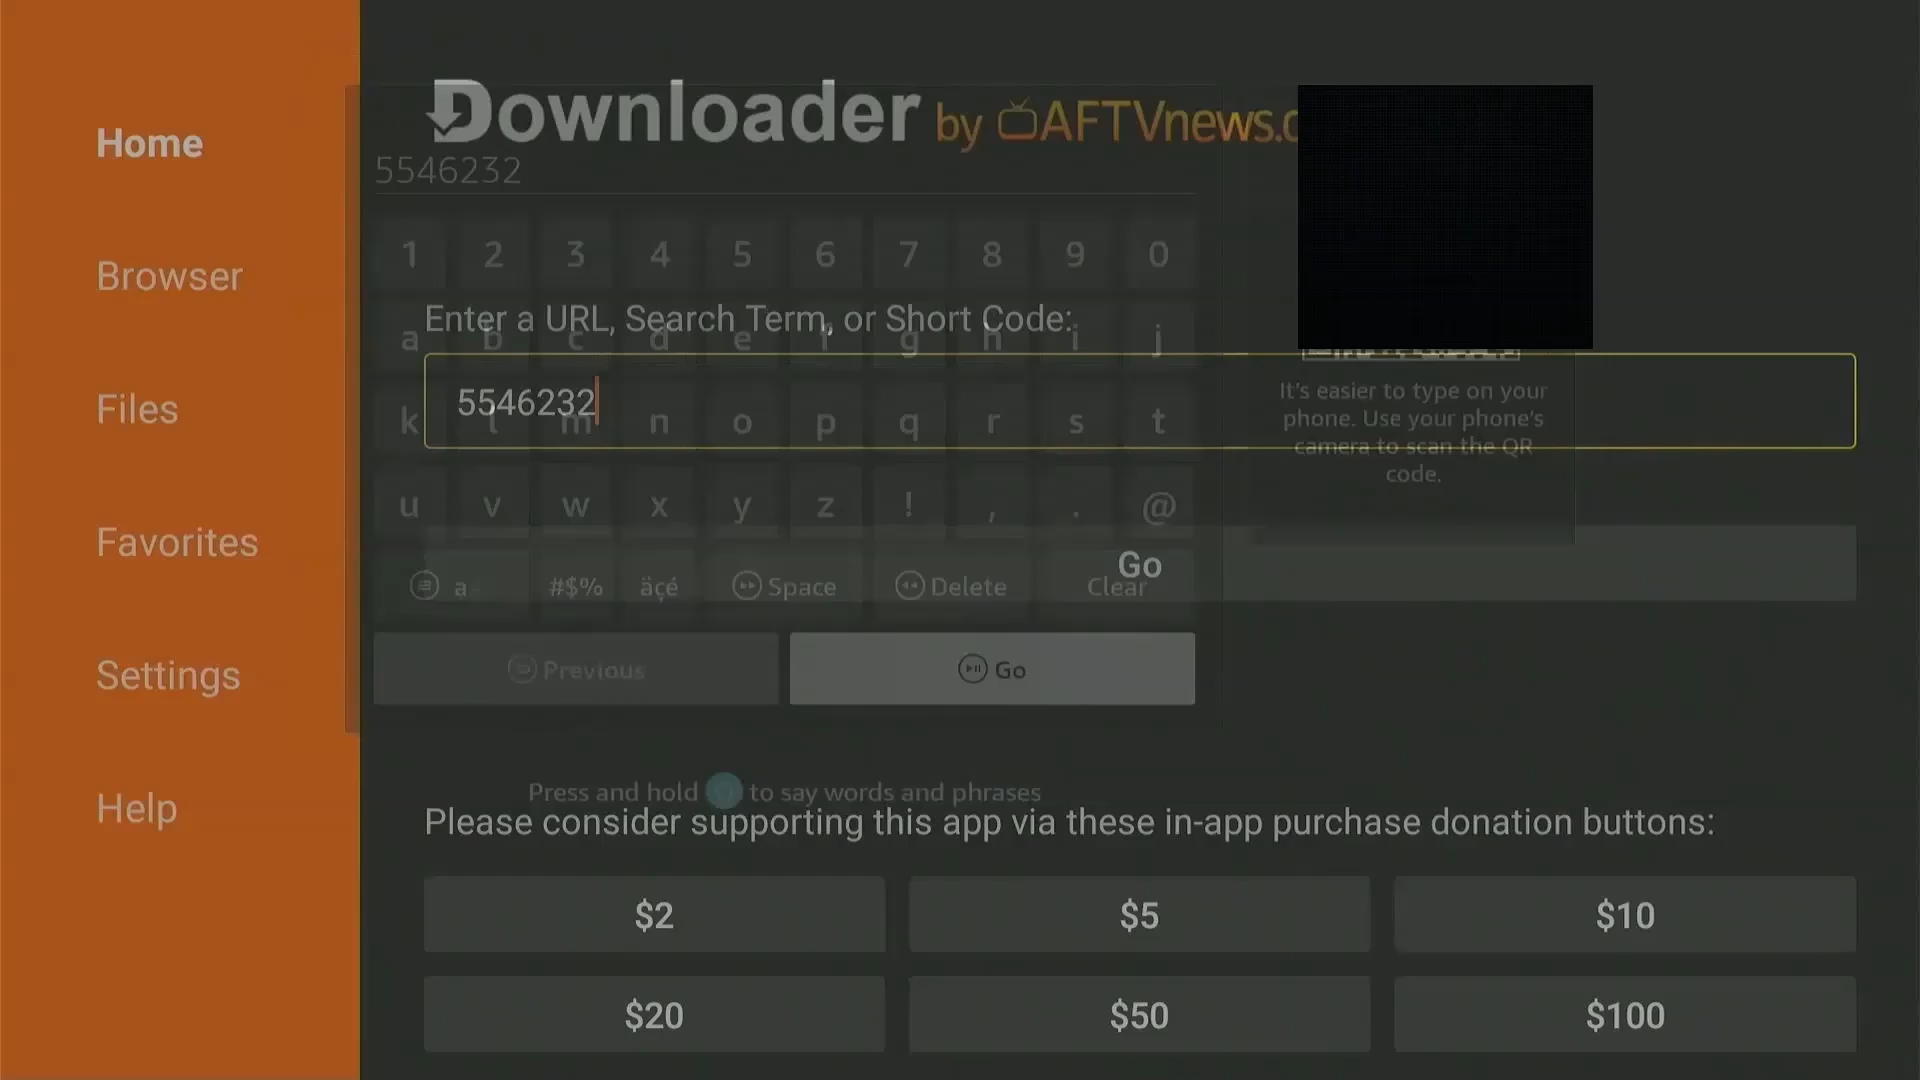 Home
Browser
Files
Favorites
Settings
Help
Downloader by AFTVnews.c
5546232
1 2 3 4 5 6 7 8 9 0
Enter a URL, Search Term, or Short Code:
a b c d e f g h i j
5546232
k l m n o p q r s t
It's easier to type on your
phone. Use your phone's
camera to scan the QR
code.
u v w x y z ! , . @
Go
a #$% äçé Space Delete Clear
Previous Go
Press and hold to say words and phrases
Please consider supporting this app via these in-app purchase donation buttons:
$2 $5 $10
$20 $50 $100